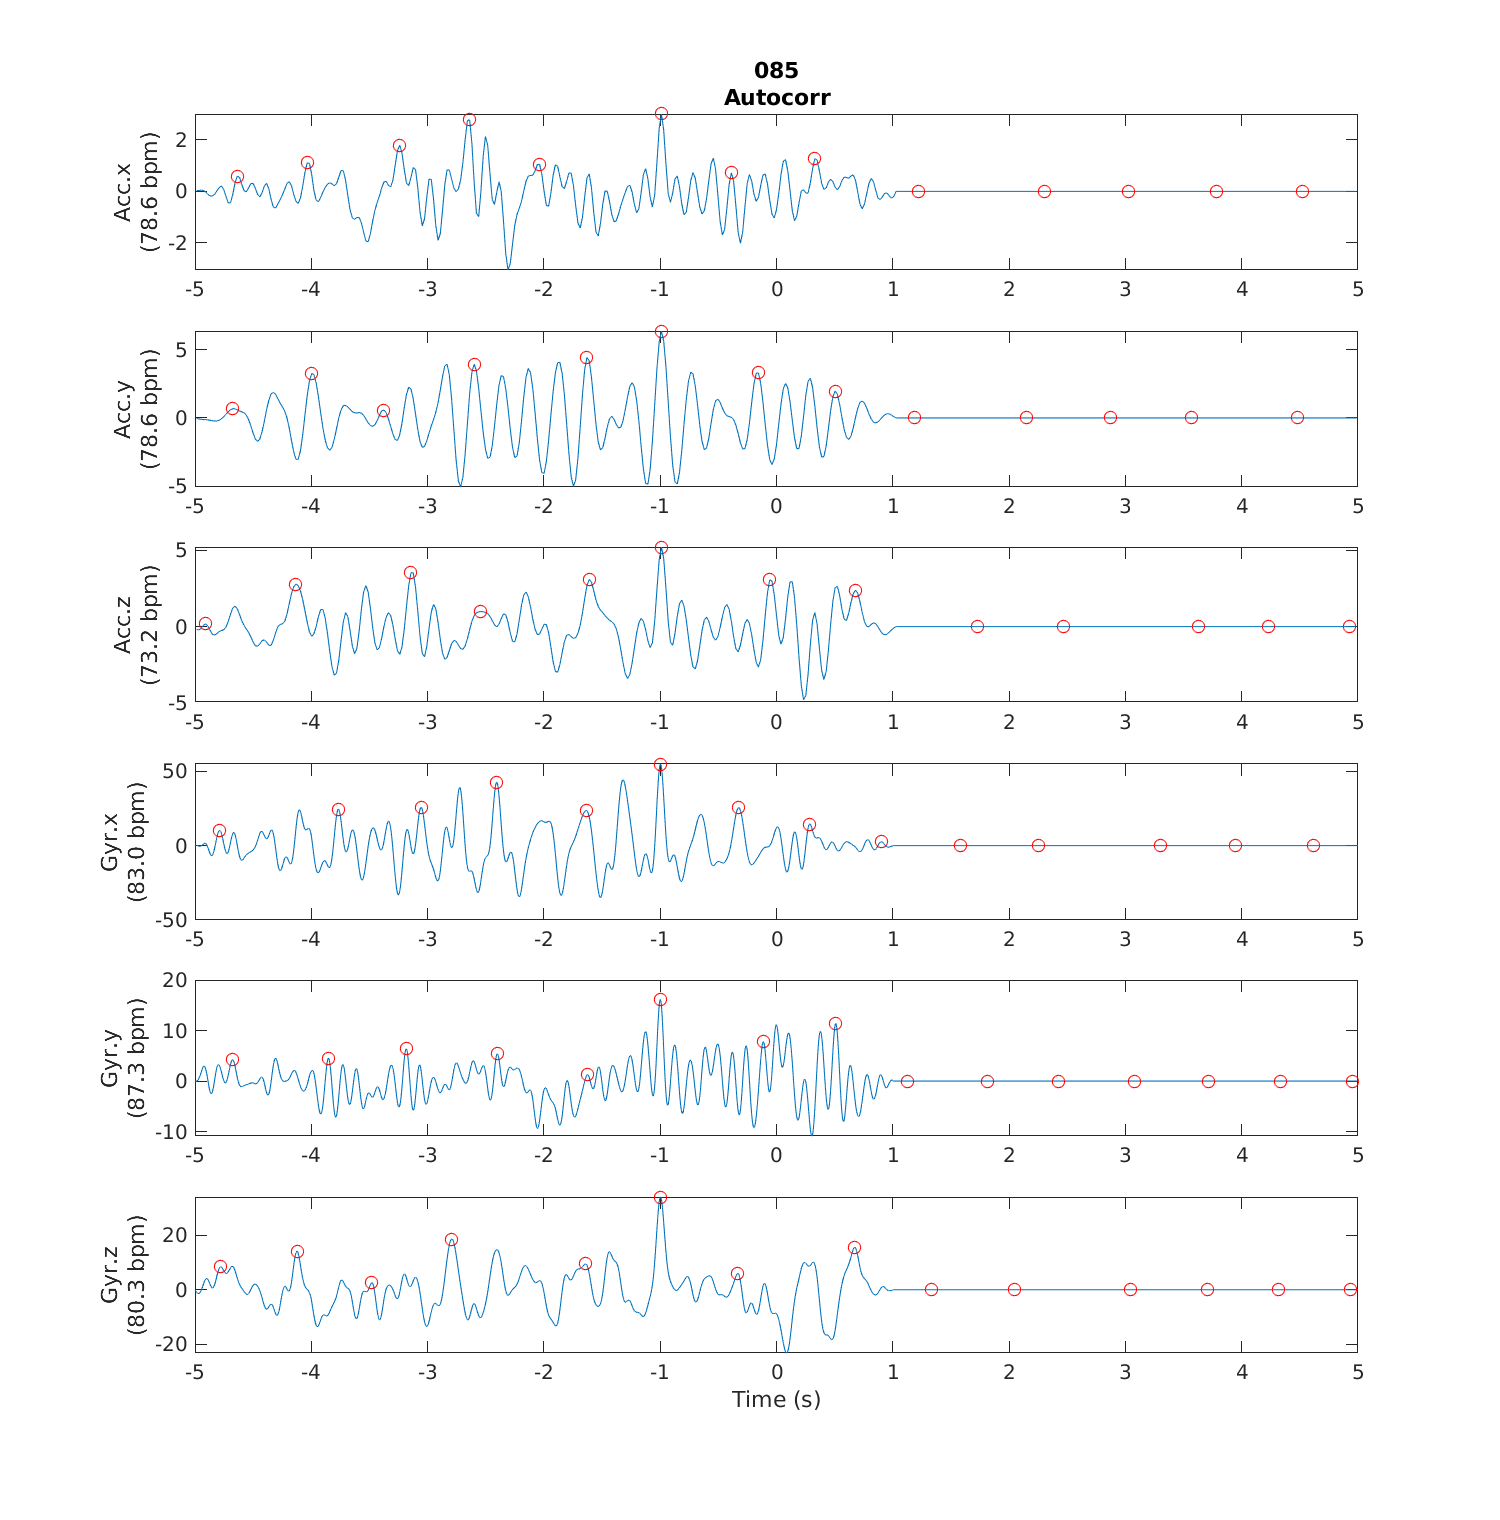 085
Autocorr
Acc.x
(78.6 bpm)
2
0
-2
-5 -4 -3 -2 -1 0 1 2 3 4 5
Acc.y
(78.6 bpm)
5
0
-5
-5 -4 -3 -2 -1 0 1 2 3 4 5
Acc.z
(73.2 bpm)
5
0
-5
-5 -4 -3 -2 -1 0 1 2 3 4 5
Gyr.x
(83.0 bpm)
50
0
-50
-5 -4 -3 -2 -1 0 1 2 3 4 5
Gyr.y
(87.3 bpm)
20
10
0
-10
-5 -4 -3 -2 -1 0 1 2 3 4 5
Gyr.z
(80.3 bpm)
20
0
-20
-5 -4 -3 -2 -1 0 1 2 3 4 5
Time (s)